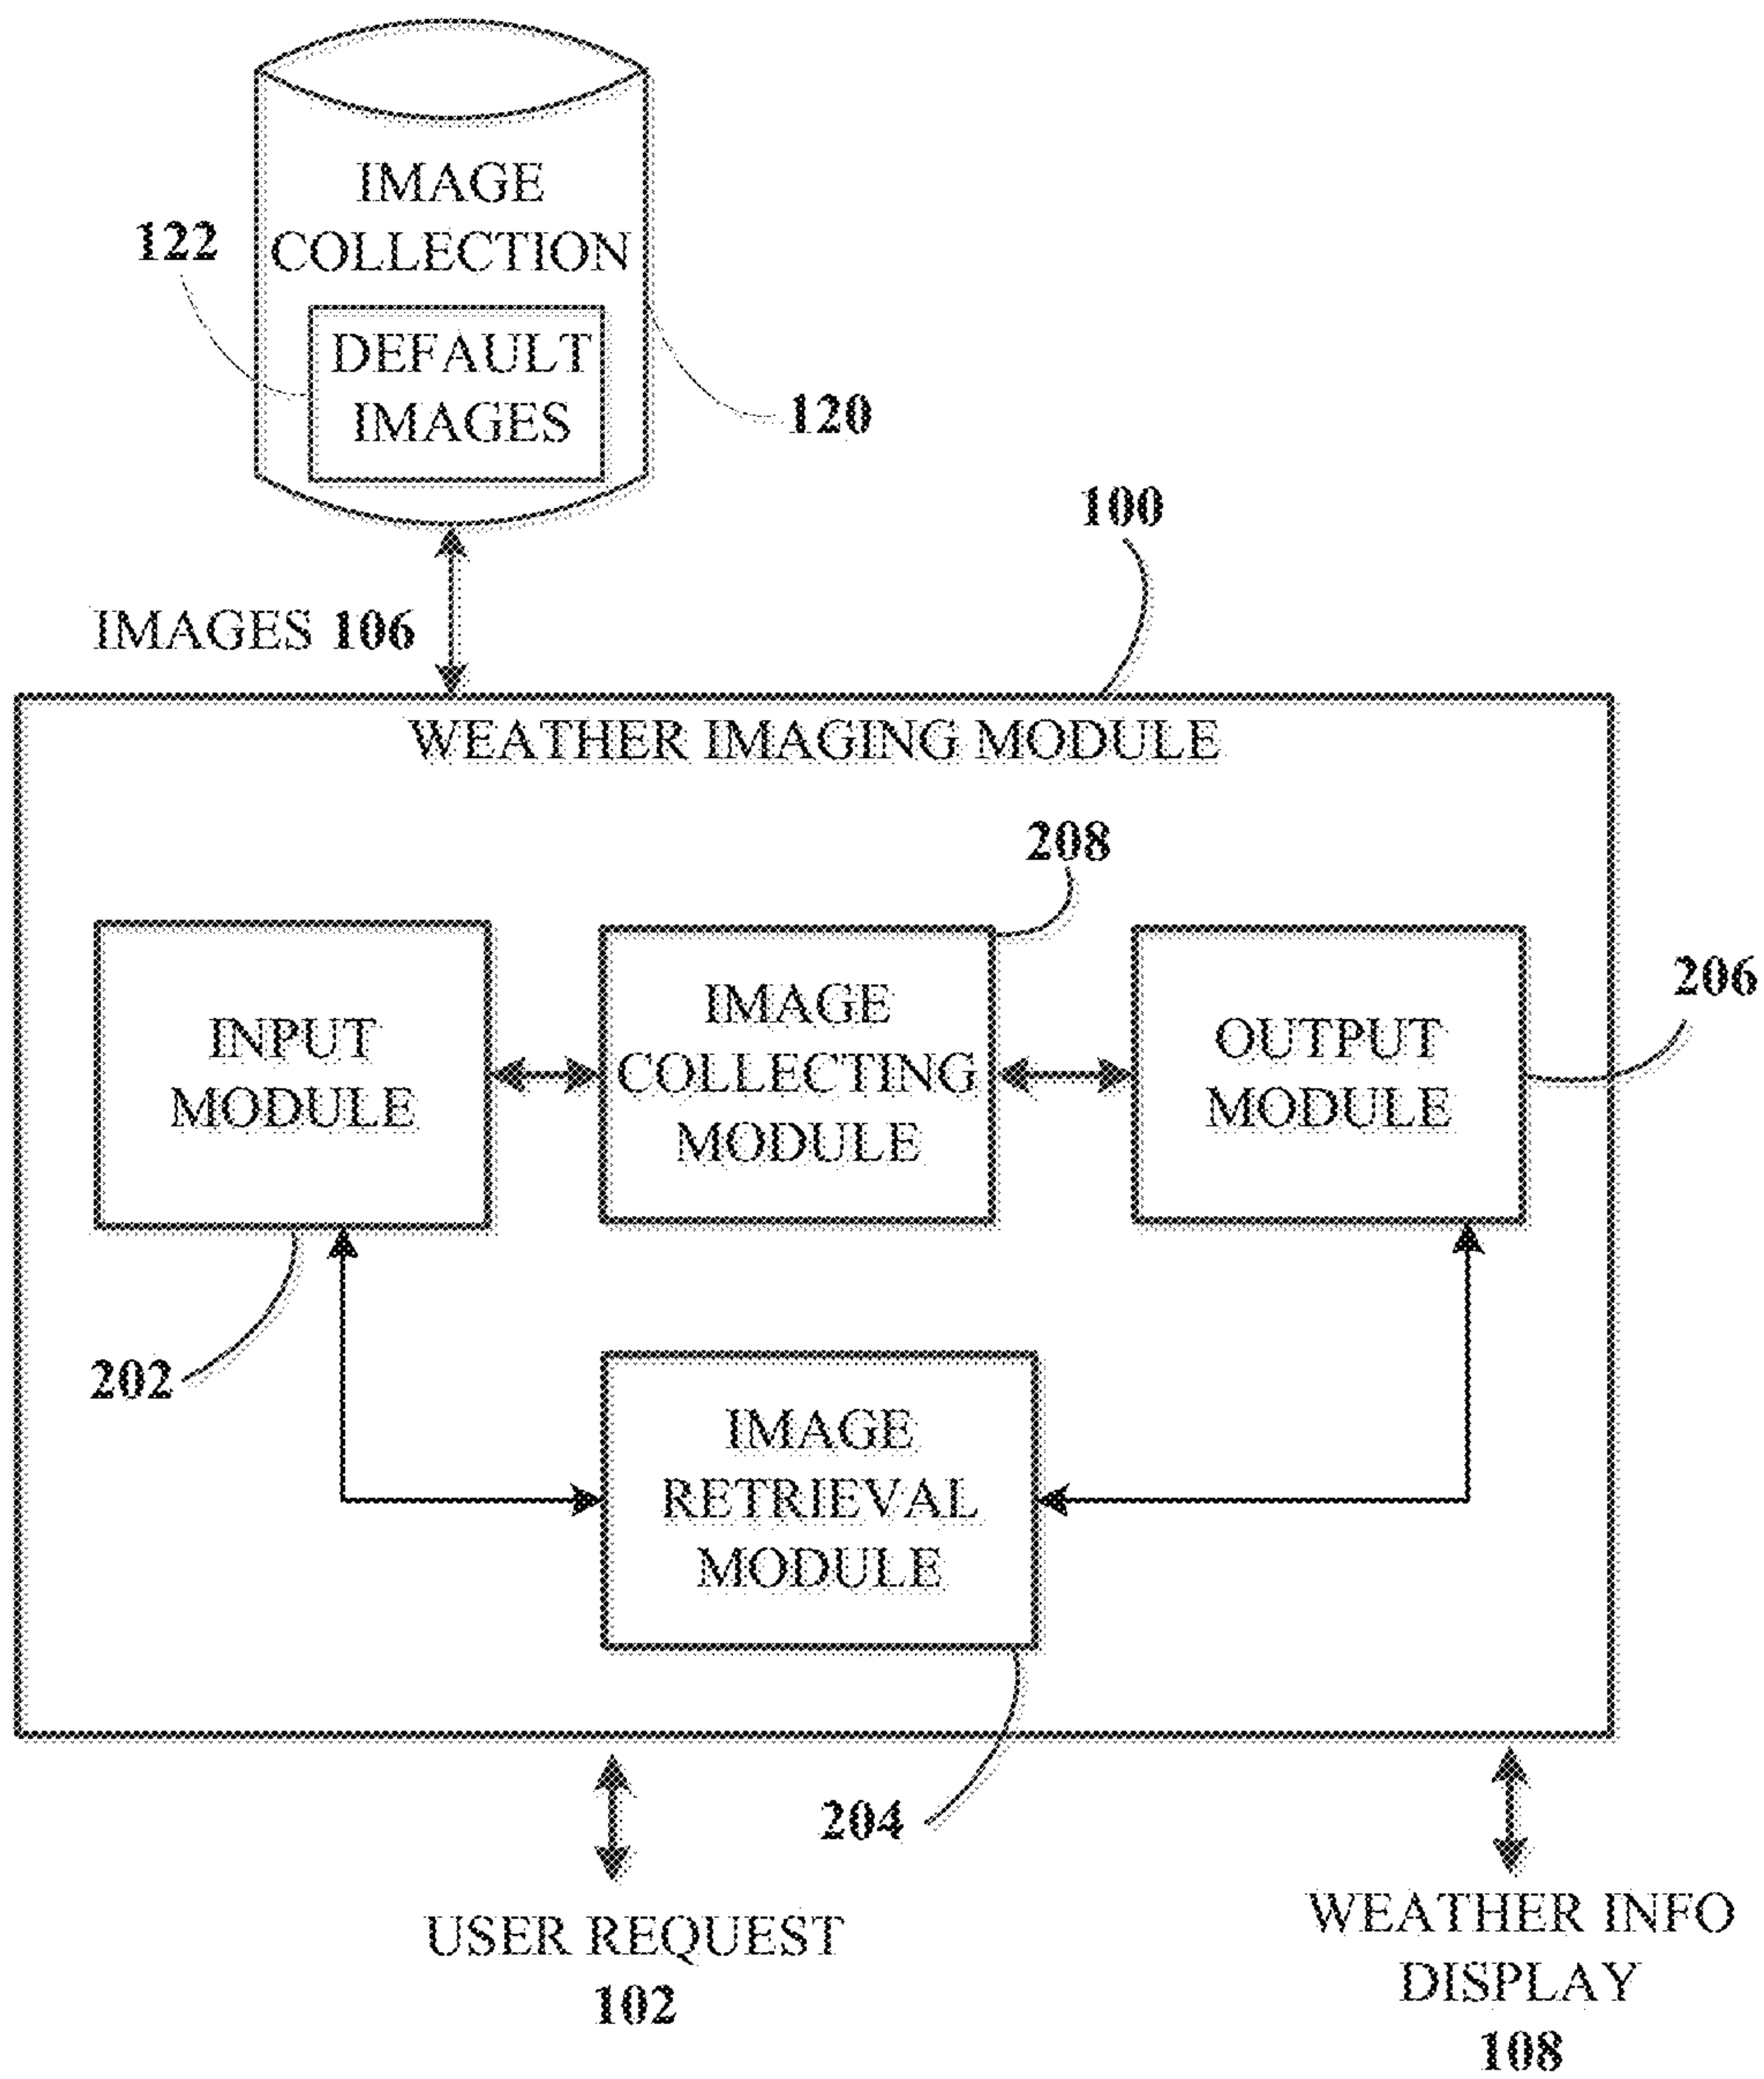 IMAGE
COLLECTION
122
DEFAULT
IMAGES
120
100
IMAGES 106
WEATHER IMAGING MODULE
208
206
INPUT
MODULE
IMAGE
COLLECTING
MODULE
OUTPUT
MODULE
202
IMAGE
RETRIEVAL
MODULE
204
USER REQUEST
102
WEATHER INFO
DISPLAY
108